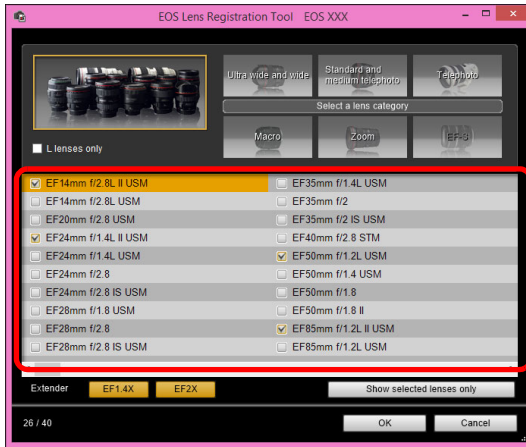 EOS Lens Registration Tool EOS XXX
Ultra wide and wide
Standard and
medium telephoto
Telephoto
Select a lens category
Macro
Zoom
EF-S
L lenses only
EF14mm f/2.8L II USM
EF14mm f/2.8L USM
EF20mm f/2.8 USM
EF24mm f/1.4L II USM
EF24mm f/1.4L USM
EF24mm f/2.8
EF24mm f/2.8 IS USM
EF28mm f/1.8 USM
EF28mm f/2.8
EF28mm f/2.8 IS USM
EF35mm f/1.4L USM
EF35mm f/2
EF35mm f/2 IS USM
EF40mm f/2.8 STM
EF50mm f/1.2L USM
EF50mm f/1.4 USM
EF50mm f/1.8
EF50mm f/1.8 II
EF85mm f/1.2L II USM
EF85mm f/1.2L USM
Extender
EF1.4X
EF2X
Show selected lenses only
26 / 40
OK
Cancel